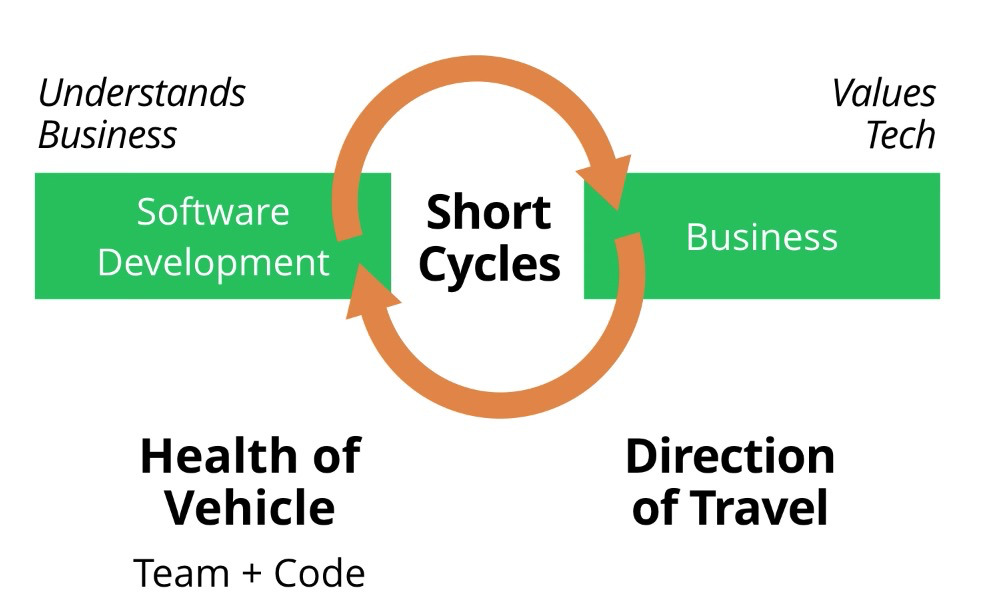 Understands
Business
Values
Tech
Software
Development
Short
Cycles
Business
Health of
Vehicle
Team + Code
Direction
of Travel